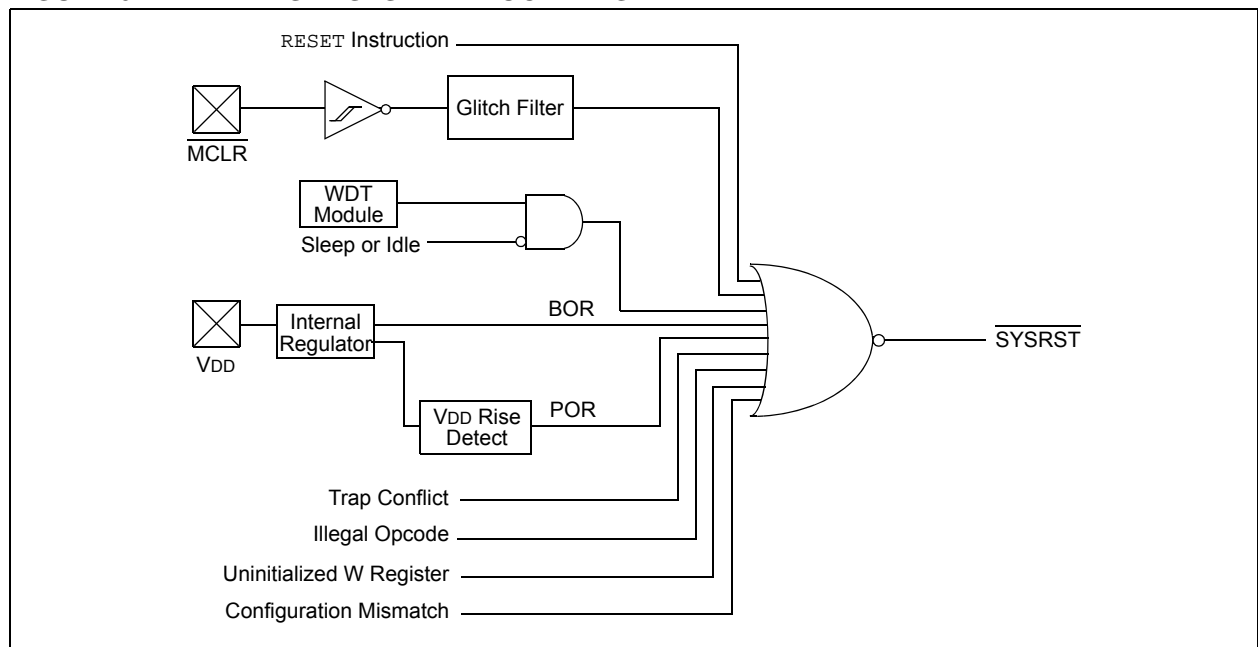 RESET Instruction
Glitch Filter
MCLR
WDT
Module
Sleep or Idle
BOR
Internal
Regulator
SYSRST
VDD
POR
VDD Rise
Detect
Trap Conflict
Illegal Opcode
Uninitialized W Register
Configuration Mismatch